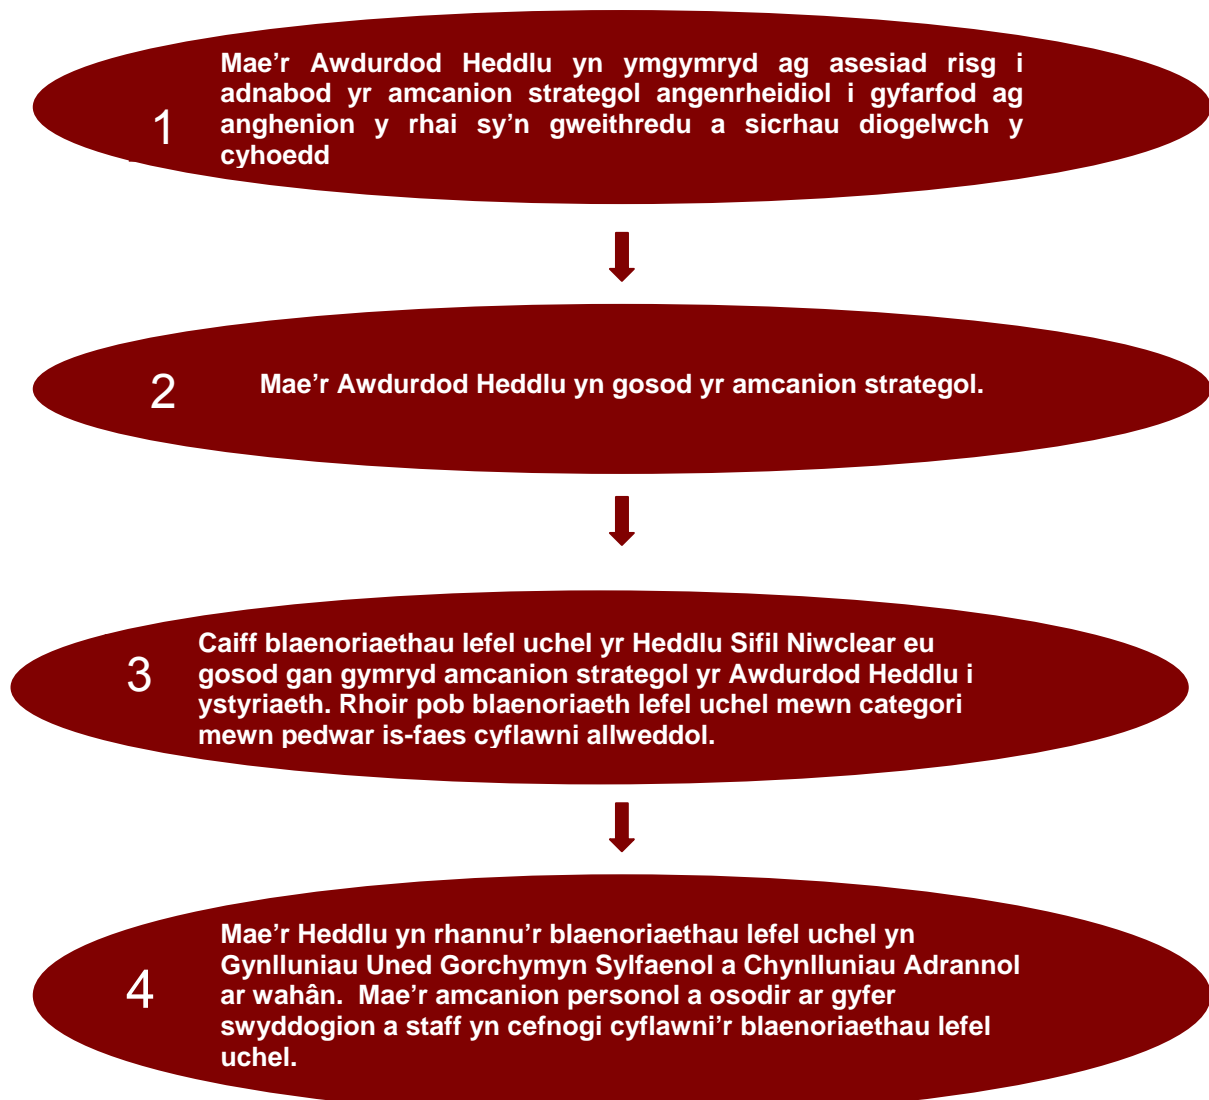 1
Mae'r Awdurdod Heddlu yn ymgymryd ag asesiad risg i
adnabod yr amcanion strategol angenrheidiol i gyfarfod ag
anghenion y rhai sy'n gweithredu a sicrhau diogelwch y
cyhoedd
2
Mae'r Awdurdod Heddlu yn gosod yr amcanion strategol.
3
Caiff blaenoriaethau lefel uchel yr Heddlu Sifil Niwclear eu
gosod gan gymryd amcanion strategol yr Awdurdod Heddlu i
ystyriaeth. Rhoir pob blaenoriaeth lefel uchel mewn categori
mewn pedwar is-faes cyflawni allweddol.
4
Mae'r Heddlu yn rhannu'r blaenoriaethau lefel uchel yn
Gynlluniau Uned Gorchymyn Sylfaenol a Chynlluniau Adrannol
ar wahân.  Mae'r amcanion personol a osodir ar gyfer
swyddogion a staff yn cefnogi cyflawni'r blaenoriaethau lefel
uchel.